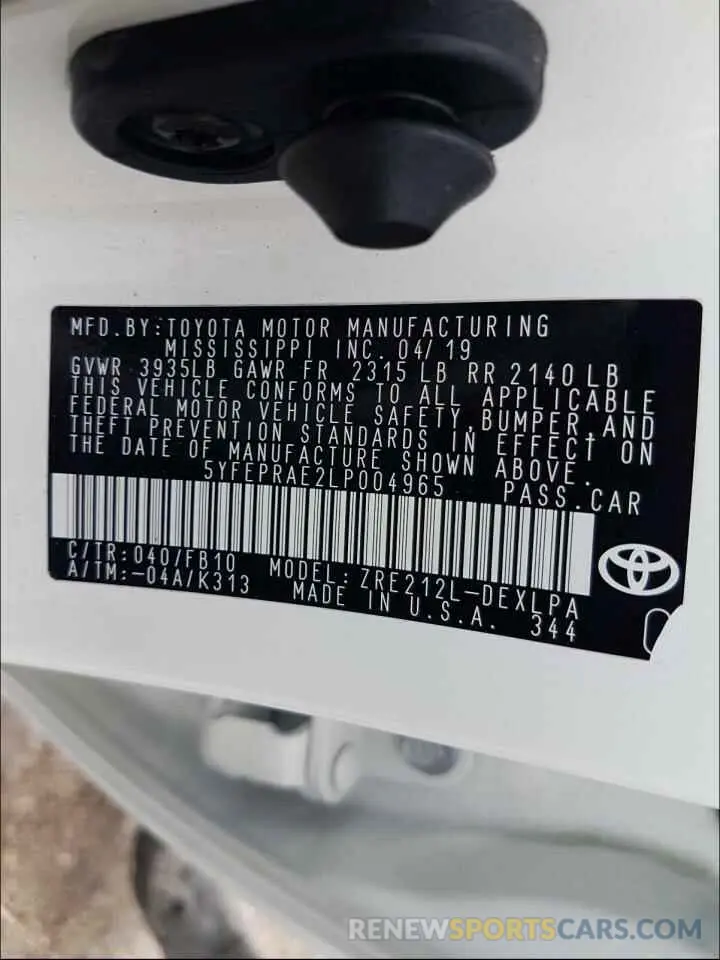 MFD.BY:TOYOTA MOTOR MANUFACTURING
MISSISSIPPI INC. 04/19
GVWR 3935LB GAWR FR 2315 LB RR 2140 LB
THIS VEHICLE CONFORMS TO ALL APPLICABLE
FEDERAL MOTOR VEHICLE SAFETY, BUMPER, AND
THEFT PREVENTION STANDARDS IN EFFECT ON
THE DATE OF MANUFACTURE SHOWN ABOVE.
5YFEPRAE2LP004965 PASS.CAR
C/TR:040/FB10 MODEL:ZRE212L-DEXLPA
A/TM:-04A/K313 MADE IN U.S.A. 344
RENEWSPORTSCARS.COM